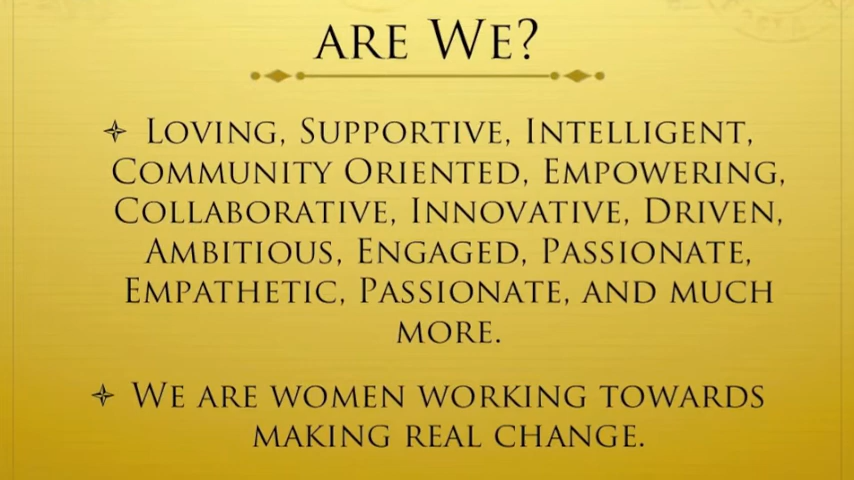 ARE WE?
LOVING, SUPPORTIVE, INTELLIGENT,
COMMUNITY ORIENTED, EMPOWERING,
COLLABORATIVE, INNOVATIVE, DRIVEN,
AMBITIOUS, ENGAGED, PASSIONATE,
EMPATHETIC, PASSIONATE, AND MUCH
MORE.
WE ARE WOMEN WORKING TOWARDS
MAKING REAL CHANGE.